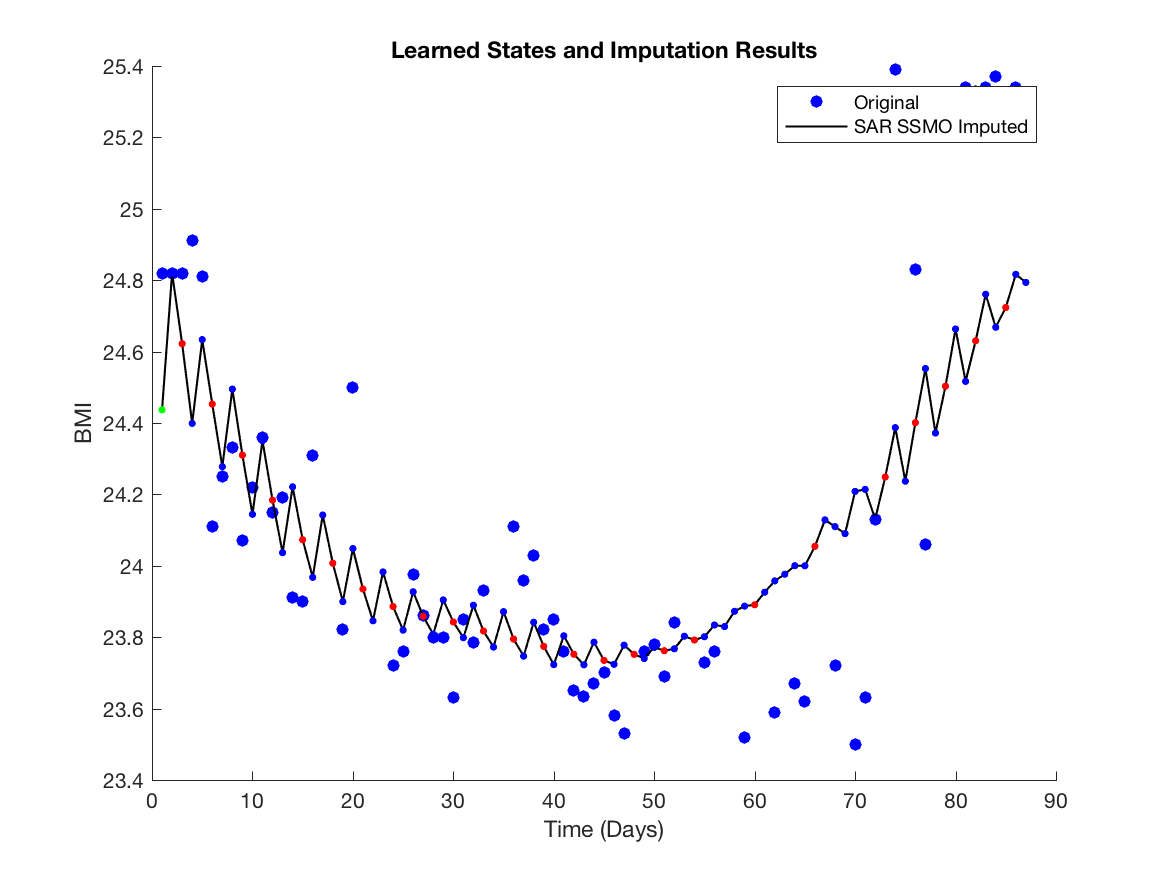 Learned States and Imputation Results
25.4
25.2
25
24.8
24.6
24.4
24.2
24
23.8
23.6
23.4
BMI
Original
SAR SSMO Imputed
0 10 20 30 40 50 60 70 80 90
Time (Days)